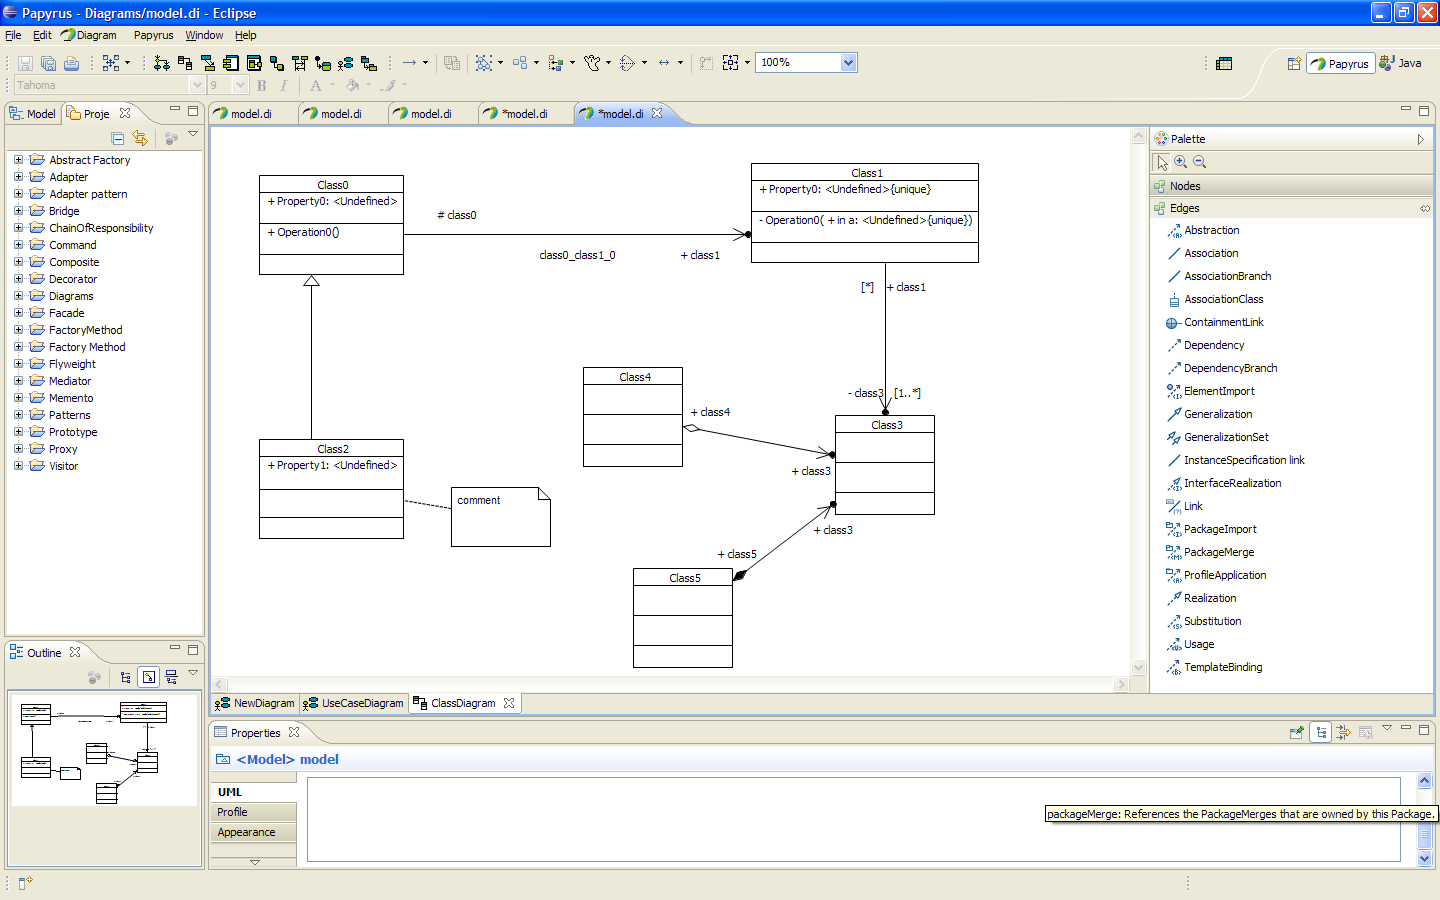 Papyrus - Diagrams/model.di - Eclipse
File Edit Diagram Papyrus Window Help
100%
Papyrus Java
Tahoma 9 B I A
Model Proje
model.di model.di model.di *model.di *model.di
Abstract Factory
Adapter
Adapter pattern
Bridge
ChainOfResponsibility
Command
Composite
Decorator
Diagrams
Facade
FactoryMethod
Factory Method
Flyweight
Mediator
Memento
Patterns
Prototype
Proxy
Visitor
Class0
+ Property0: <Undefined>
+ Operation0()
# class0
class0_class1_0
+ class1
Class1
+ Property0: <Undefined>{unique}
- Operation0( + in a: <Undefined>{unique})
[*] + class1
- class3 [1..*]
Class4
+ class4
+ class3
Class3
Class2
+ Property1: <Undefined>
comment
+ class3
+ class5
Class5
Palette
Nodes
Edges
Abstraction
Association
AssociationBranch
AssociationClass
ContainmentLink
Dependency
DependencyBranch
ElementImport
Generalization
GeneralizationSet
InstanceSpecification link
InterfaceRealization
Link
PackageImport
PackageMerge
ProfileApplication
Realization
Substitution
Usage
TemplateBinding
Outline
NewDiagram UseCaseDiagram ClassDiagram
Properties
<Model> model
UML
Profile
Appearance
packageMerge: References the PackageMerges that are owned by this Package.